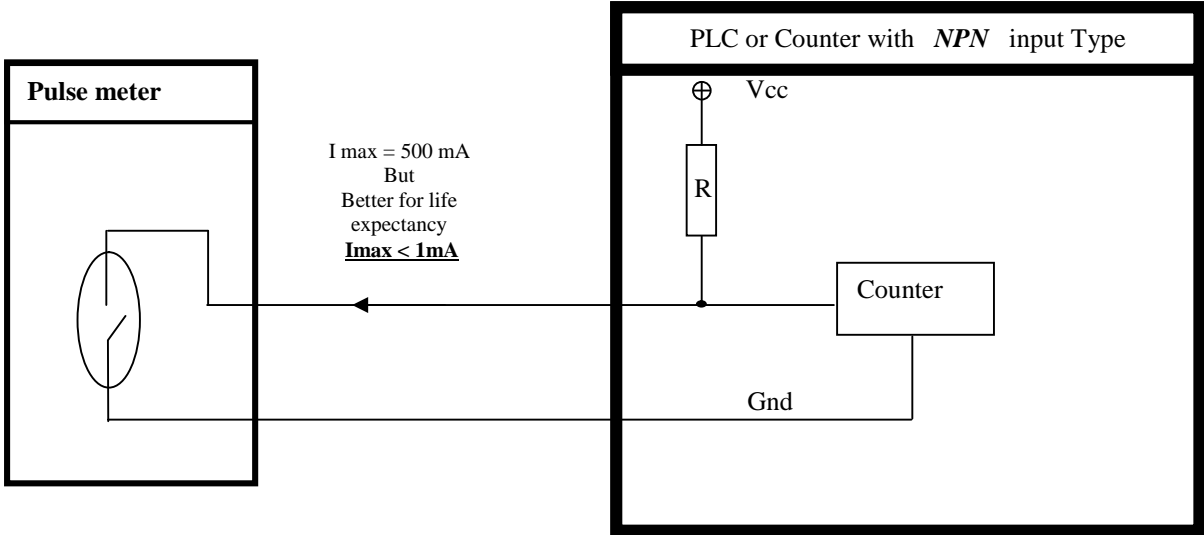 PLC or Counter with NPN input Type
Pulse meter
Vcc
I max = 500 mA
But
Better for life
expectancy
Imax < 1mA
R
Counter
Gnd